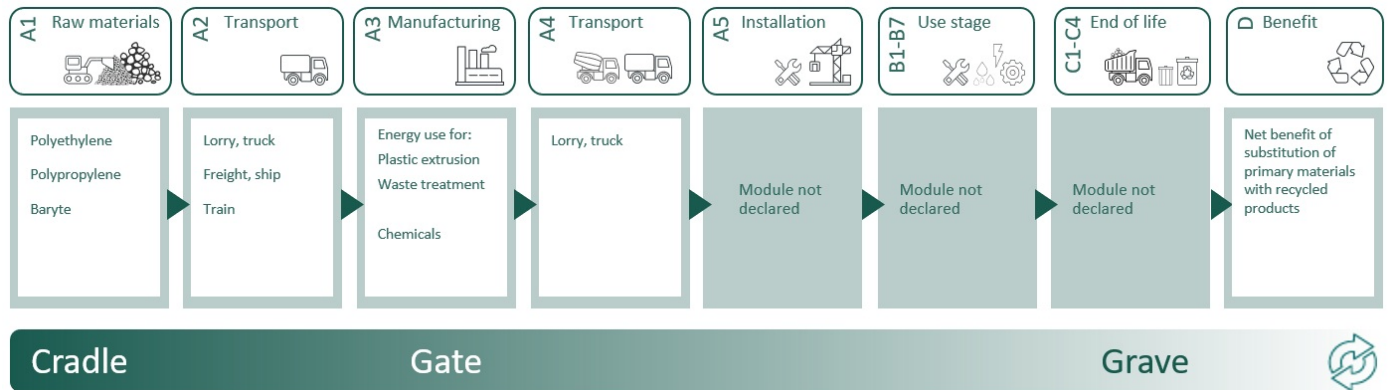 A1 Raw materials
A2 Transport
A3 Manufacturing
A4 Transport
A5 Installation
B1-B7 Use stage
C1-C4 End of life
D Benefit
Polyethylene
Polypropylene
Baryte
Lorry, truck
Freight, ship
Train
Energy use for:
Plastic extrusion
Waste treatment
Chemicals
Lorry, truck
Module not
declared
Module not
declared
Module not
declared
Net benefit of
substitution of
primary materials
with recycled
products
Cradle
Gate
Grave